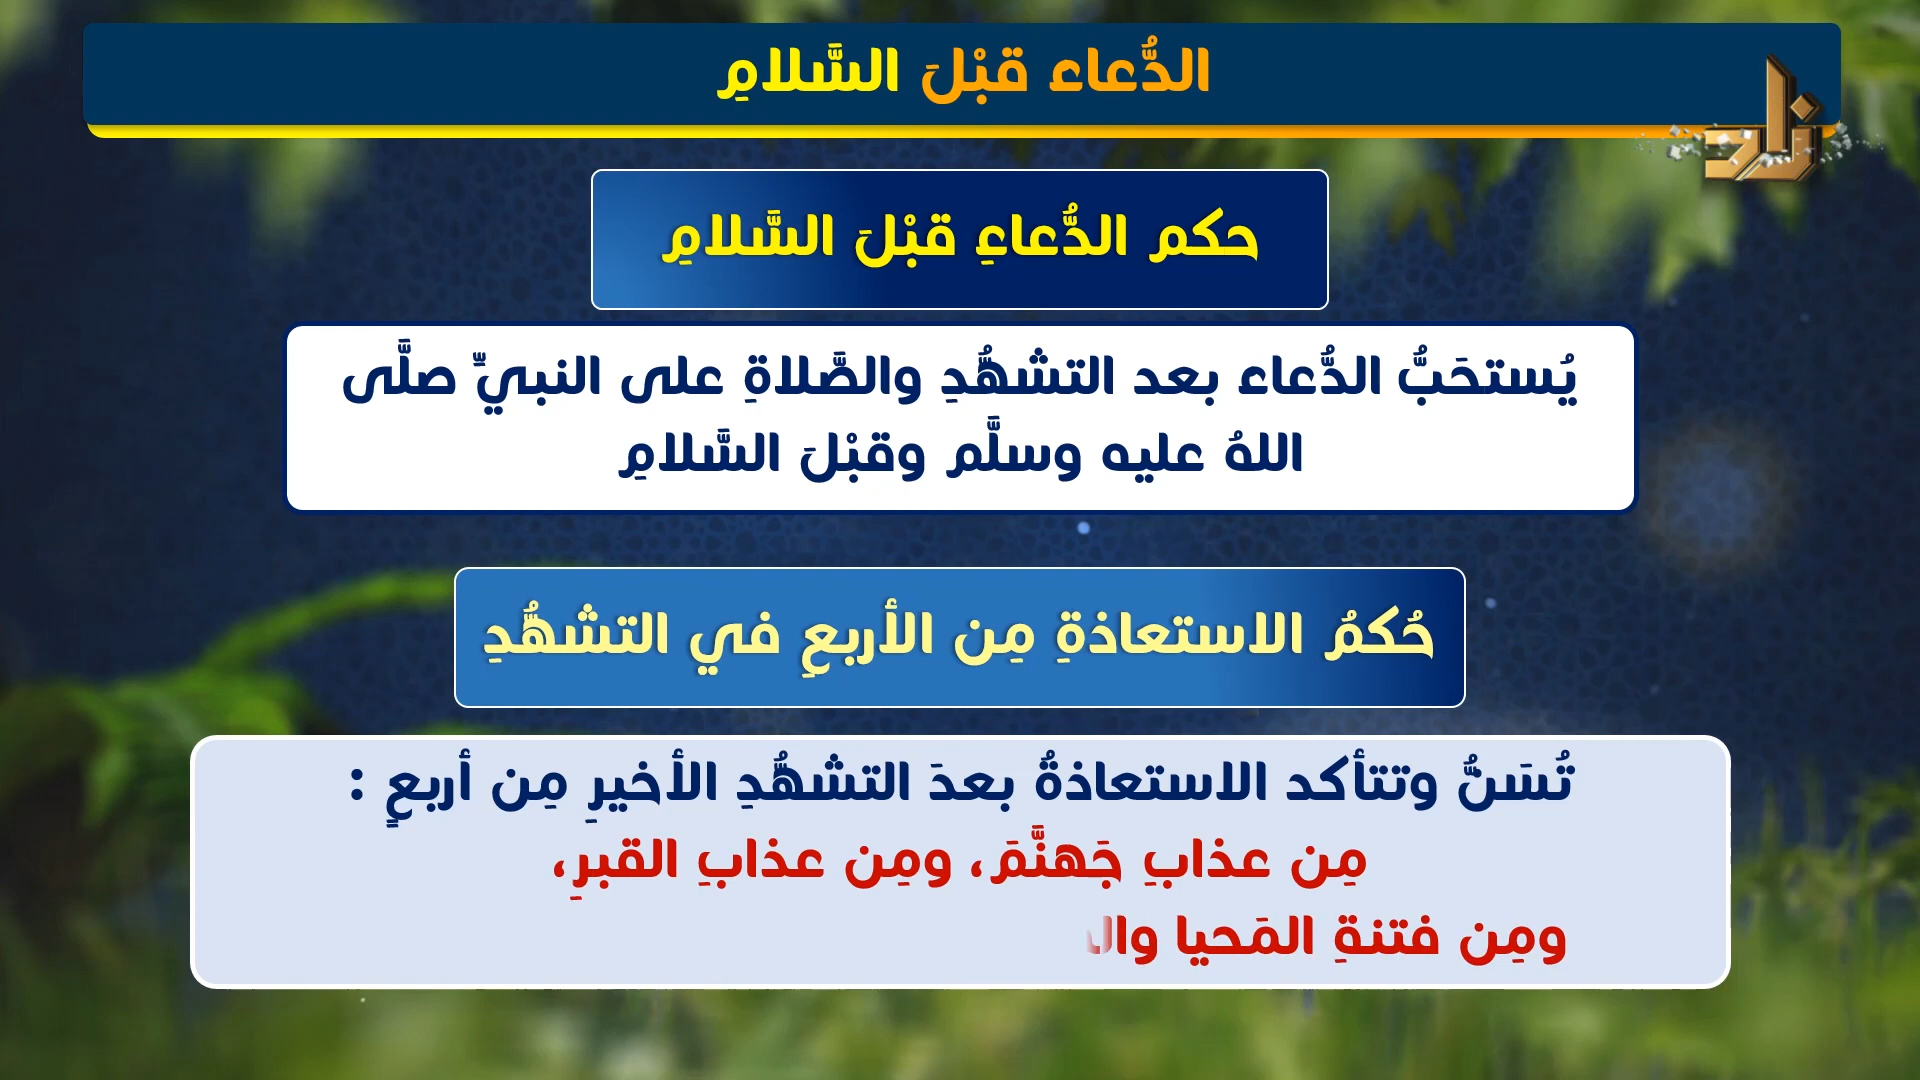 الدُّعاء قبْلَ السَّلامِ
زاد
حكم الدُّعاءِ قبْلَ السَّلامِ
يُستحَبُّ الدُّعاء بعد التشهُّدِ والصَّلاةِ على النبيِّ صلَّى
اللهُ عليه وسلَّم وقبْلَ السَّلامِ
حُكمُ الاستعاذةِ مِن الأربعِ في التشهُّدِ
تُسَنُّ وتتأكد الاستعاذةُ بعدَ التشهُّدِ الأخيرِ مِن أربعٍ :
مِن عذابِ جَهنَّمَ، ومِن عذابِ القبرِ،
ومِن فتنةِ المَحيا